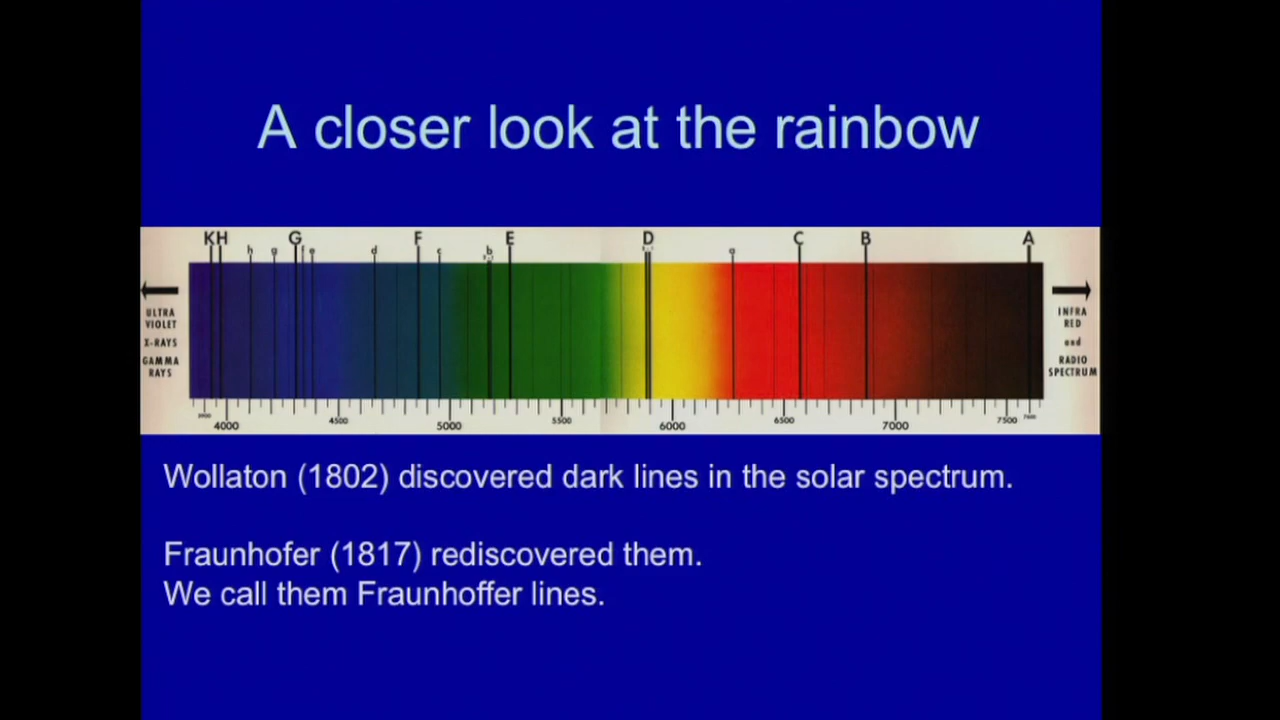 A closer look at the rainbow
KH h g G f e d F c b E D a C B A
ULTRA
VIOLET
X-RAYS
GAMMA
RAYS
INFRA
RED
and
RADIO
SPECTRUM
3900 4000 4500 5000 5500 6000 6500 7000 7500
Wollaton (1802) discovered dark lines in the solar spectrum.
Fraunhofer (1817) rediscovered them.
We call them Fraunhoffer lines.